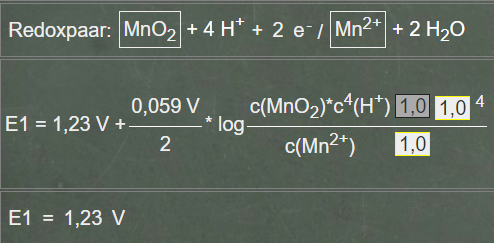 Redoxpaar: MnO₂ + 4 H⁺ + 2 e⁻ / Mn²⁺ + 2 H₂O
E1 = 1,23 V + 0,059 V / 2 * log c(MnO₂)*c⁴(H⁺) 1,0 1,0 ⁴ / c(Mn²⁺) 1,0
E1 = 1,23 V